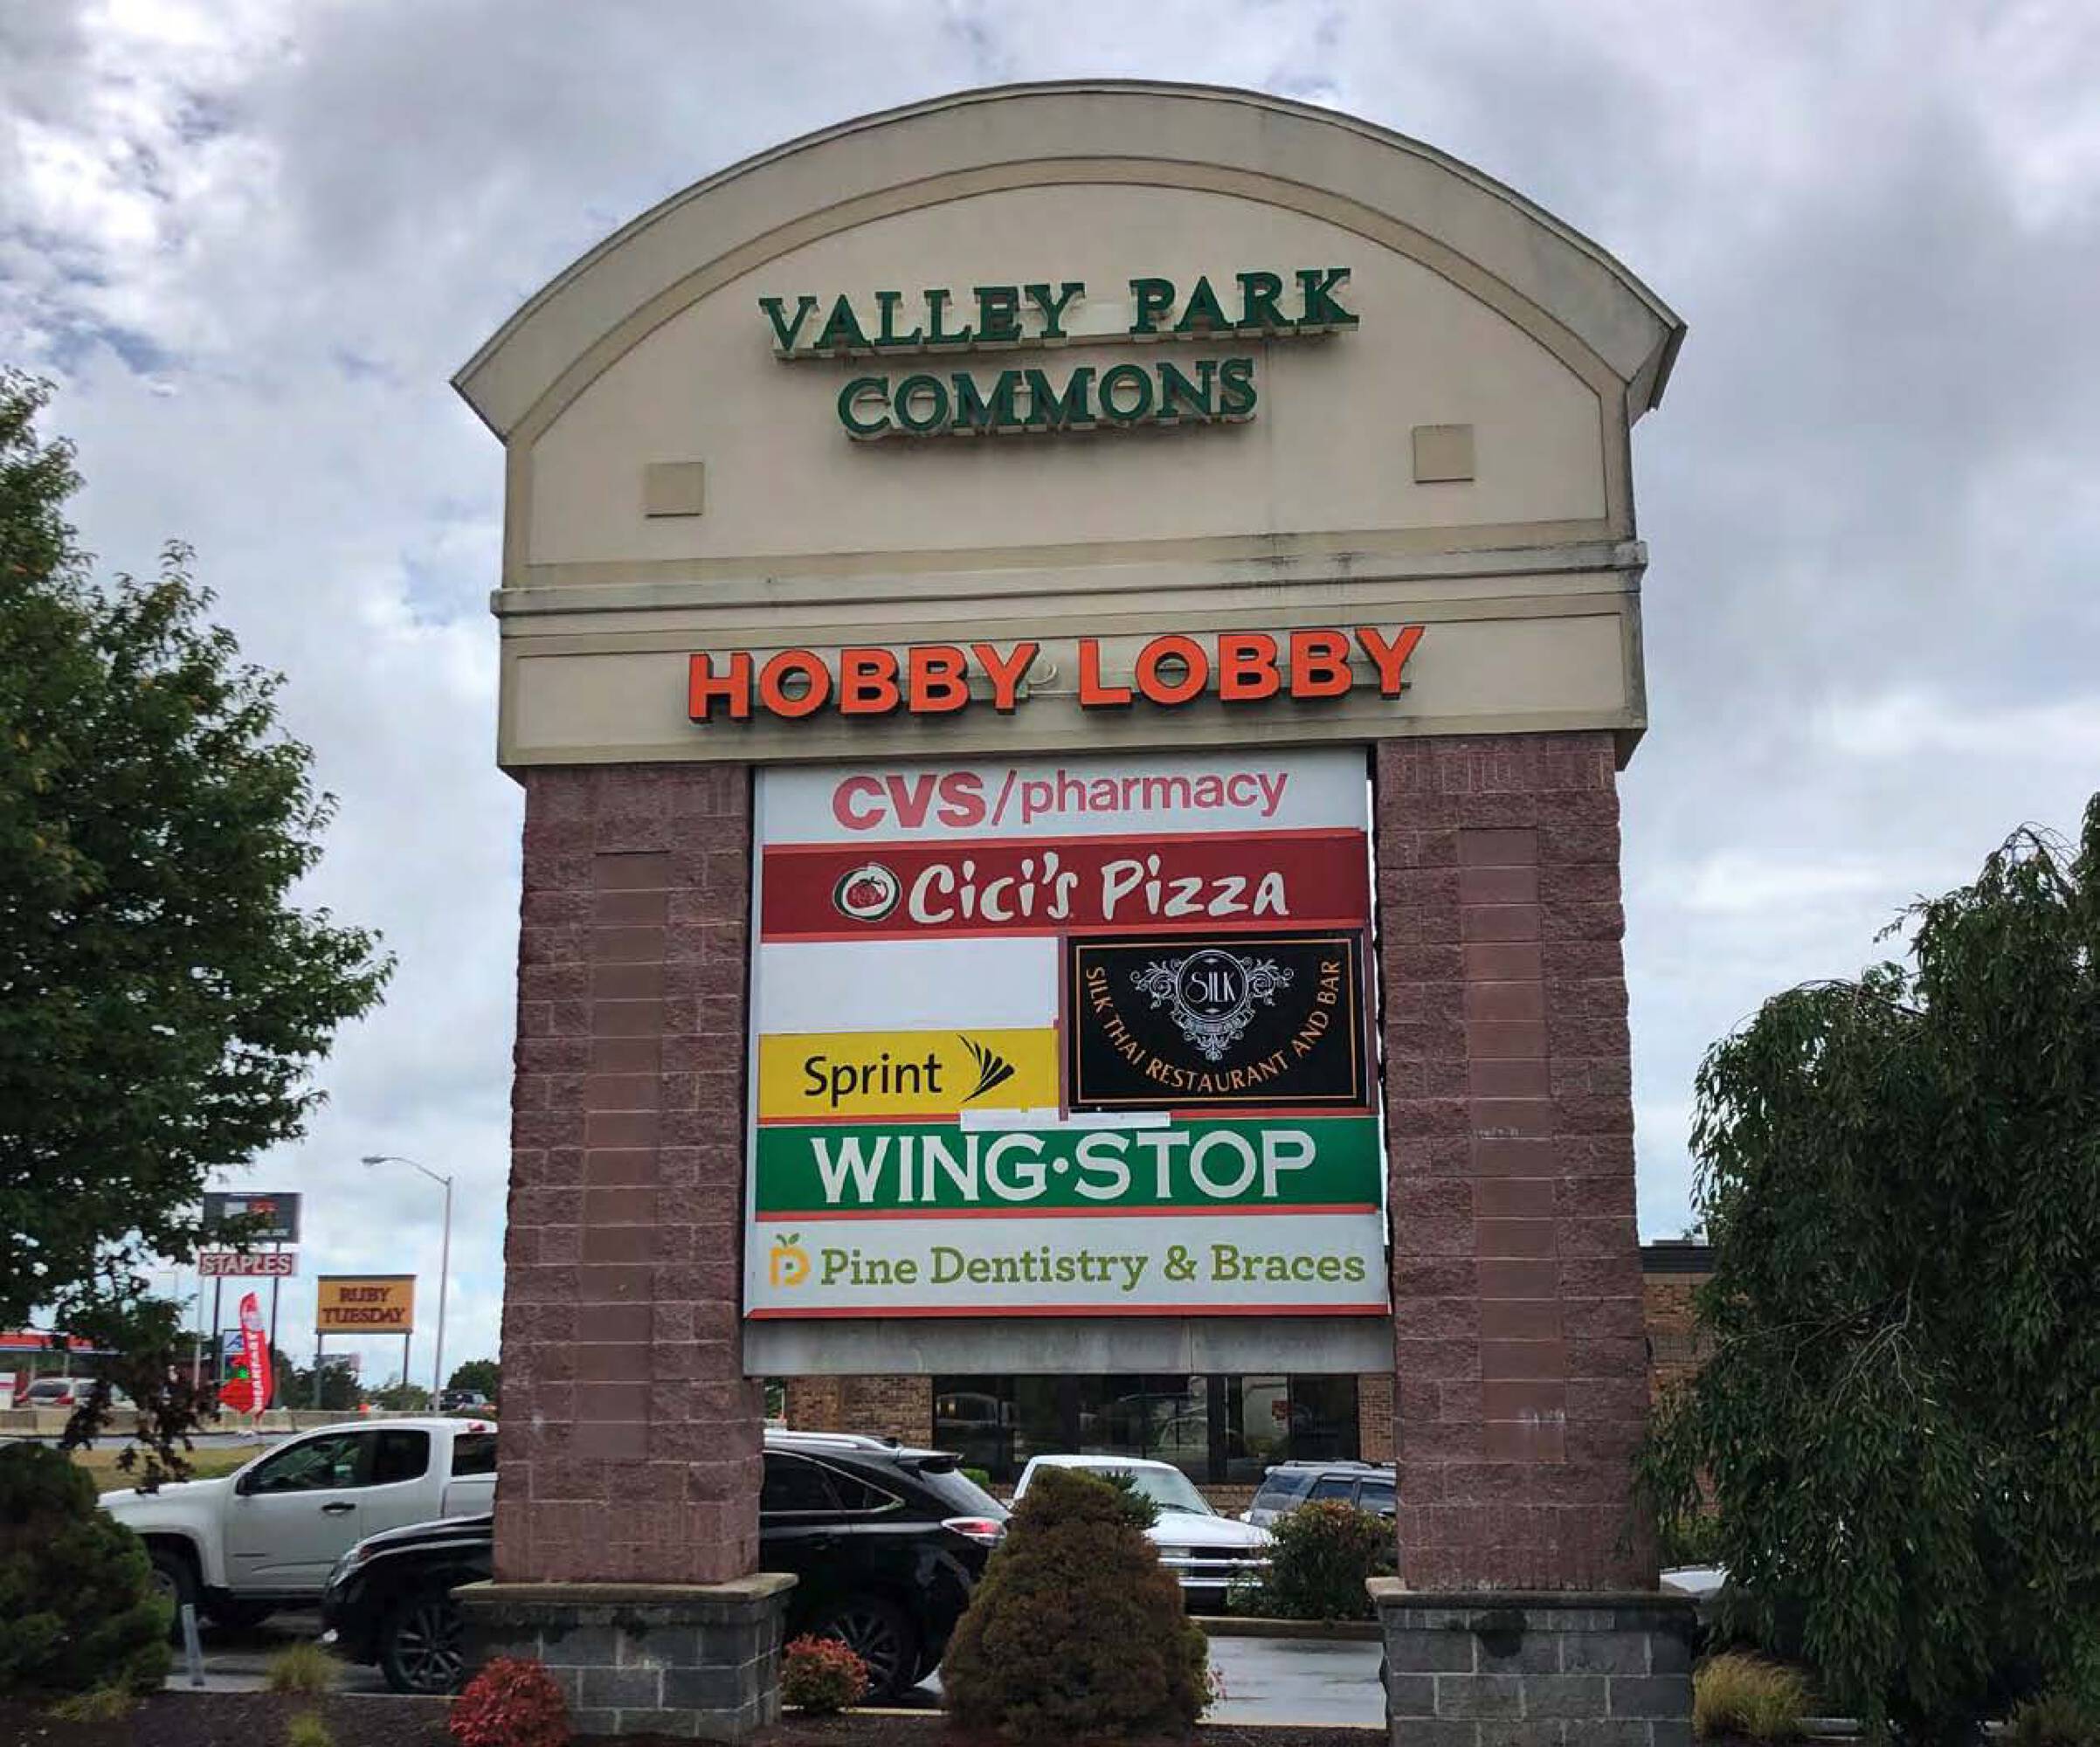 VALLEY PARK
COMMONS
HOBBY LOBBY
CVS/pharmacy
Cici's Pizza
SILK
SILK THAI RESTAURANT AND BAR
Sprint
WING•STOP
Pine Dentistry & Braces
STAPLES
RUBY
TUESDAY
BREAKFAST